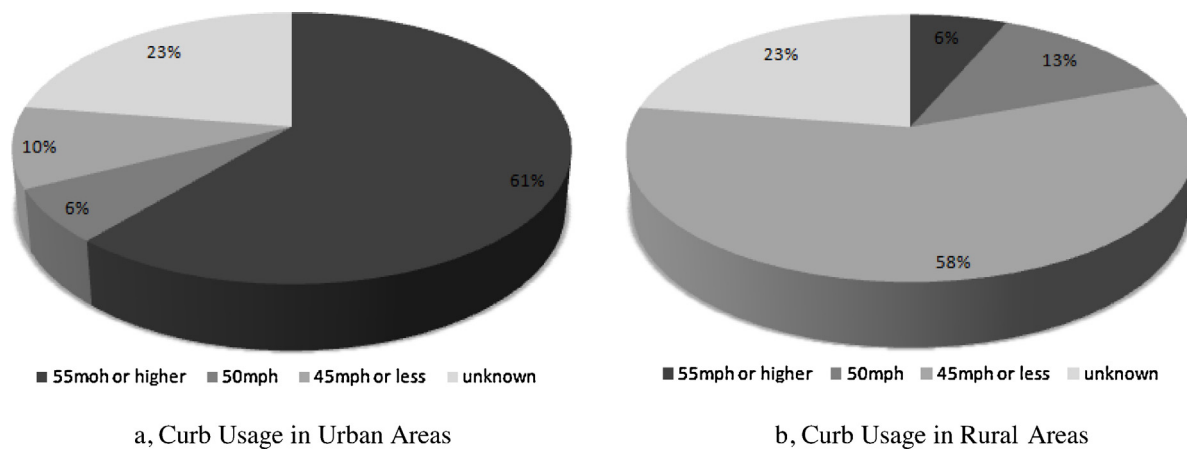 23%
10%
6%
61%
55moh or higher 50mph 45mph or less unknown
a, Curb Usage in Urban Areas
6%
23%
13%
58%
55mph or higher 50mph 45mph or less unknown
b, Curb Usage in Rural Areas